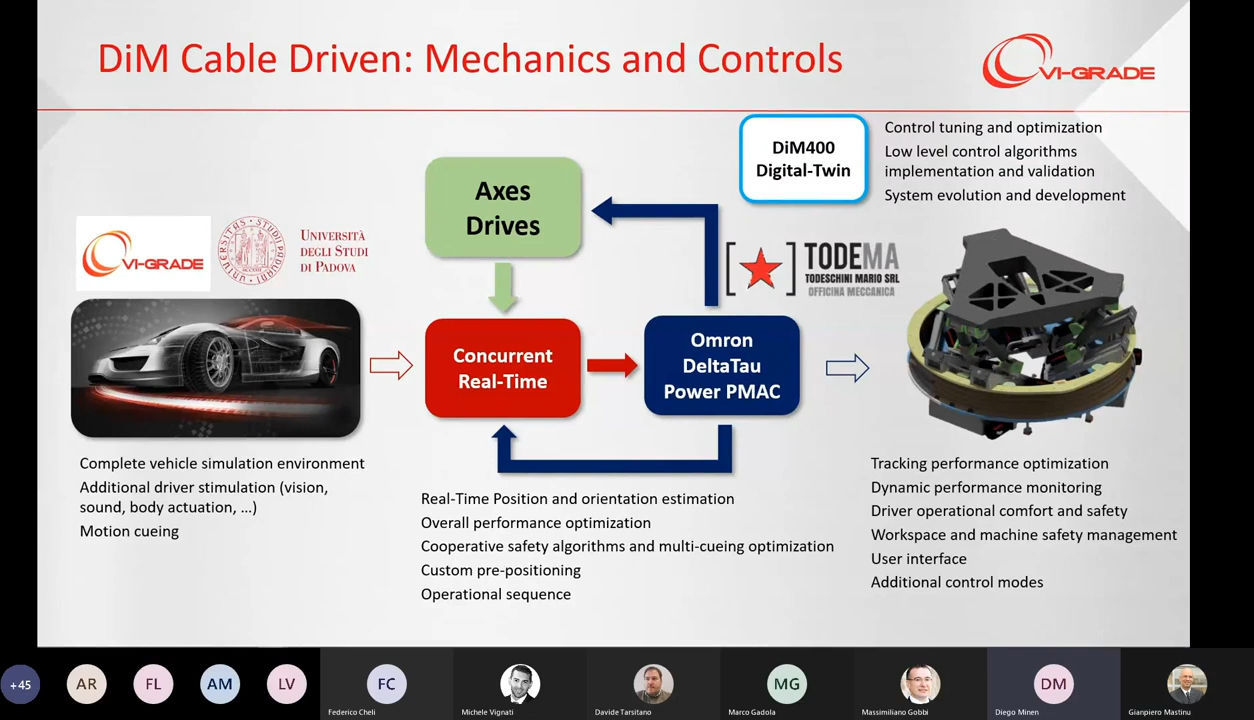 DiM Cable Driven: Mechanics and Controls
VI-GRADE
DiM400
Digital-Twin
Control tuning and optimization
Low level control algorithms
implementation and validation
System evolution and development
Axes
Drives
VI-GRADE
UNIVERSITÀ
DEGLI STUDI
DI PADOVA
TODEMA
TODESCHINI MARIO SRL
OFFICINA MECCANICA
Concurrent
Real-Time
Omron
DeltaTau
Power PMAC
Complete vehicle simulation environment
Additional driver stimulation (vision,
sound, body actuation, …)
Motion cueing
Real-Time Position and orientation estimation
Overall performance optimization
Cooperative safety algorithms and multi-cueing optimization
Custom pre-positioning
Operational sequence
Tracking performance optimization
Dynamic performance monitoring
Driver operational comfort and safety
Workspace and machine safety management
User interface
Additional control modes
+45
AR
FL
AM
LV
FC
Federico Cheli
Michele Vignati
Davide Tarsitano
MG
Marco Gadola
Massimiliano Gobbi
DM
Diego Minen
Gianpiero Mastinu